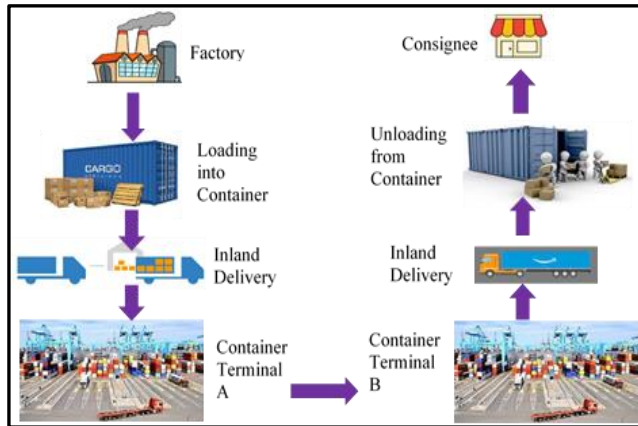 Factory
Loading
into
Container
CARGO
Inland
Delivery
Container
Terminal
A
Container
Terminal
B
Inland
Delivery
Unloading
from
Container
Consignee